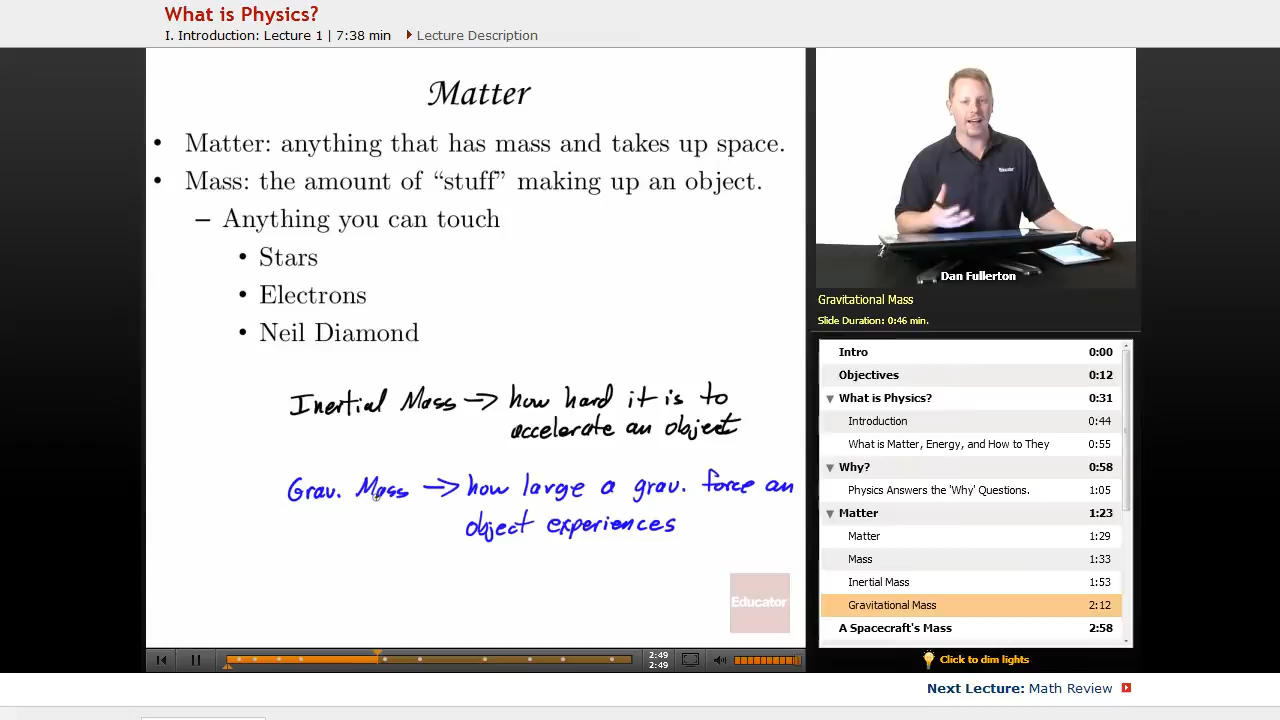 What is Physics?
I. Introduction: Lecture 1 | 7:38 min
Lecture Description
Matter
• Matter: anything that has mass and takes up space.
• Mass: the amount of “stuff” making up an object.
– Anything you can touch
• Stars
• Electrons
• Neil Diamond
Inertial Mass → how hard it is to
accelerate an object
Grav. Mass → how large a grav. force an
object experiences
Educator
Educator
Dan Fullerton
Gravitational Mass
Slide Duration: 0:46 min.
Intro 0:00
Objectives 0:12
What is Physics? 0:31
Introduction 0:44
What is Matter, Energy, and How to They 0:55
Why? 0:58
Physics Answers the 'Why' Questions. 1:05
Matter 1:23
Matter 1:29
Mass 1:33
Inertial Mass 1:53
Gravitational Mass 2:12
A Spacecraft's Mass 2:58
2:49
2:49
Click to dim lights
Next Lecture: Math Review